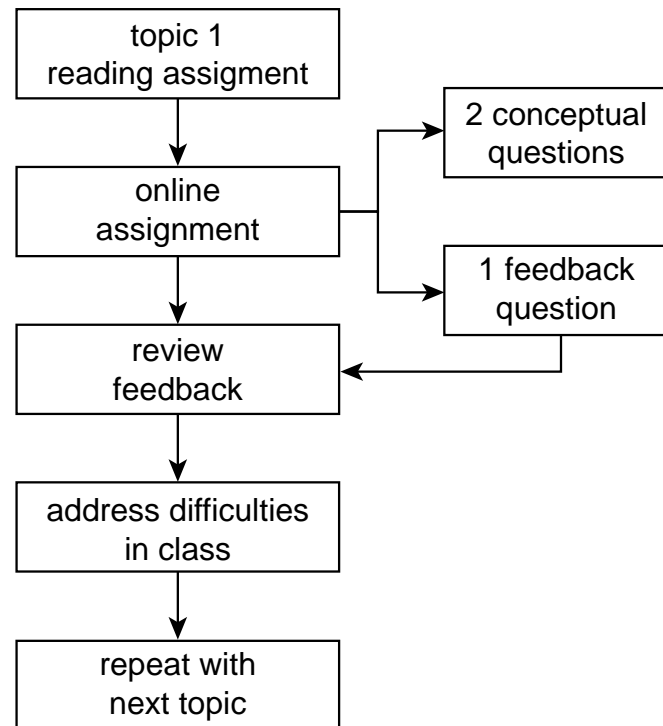 topic 1
reading assigment
2 conceptual
questions
online
assignment
1 feedback
question
review
feedback
address difficulties
in class
repeat with
next topic